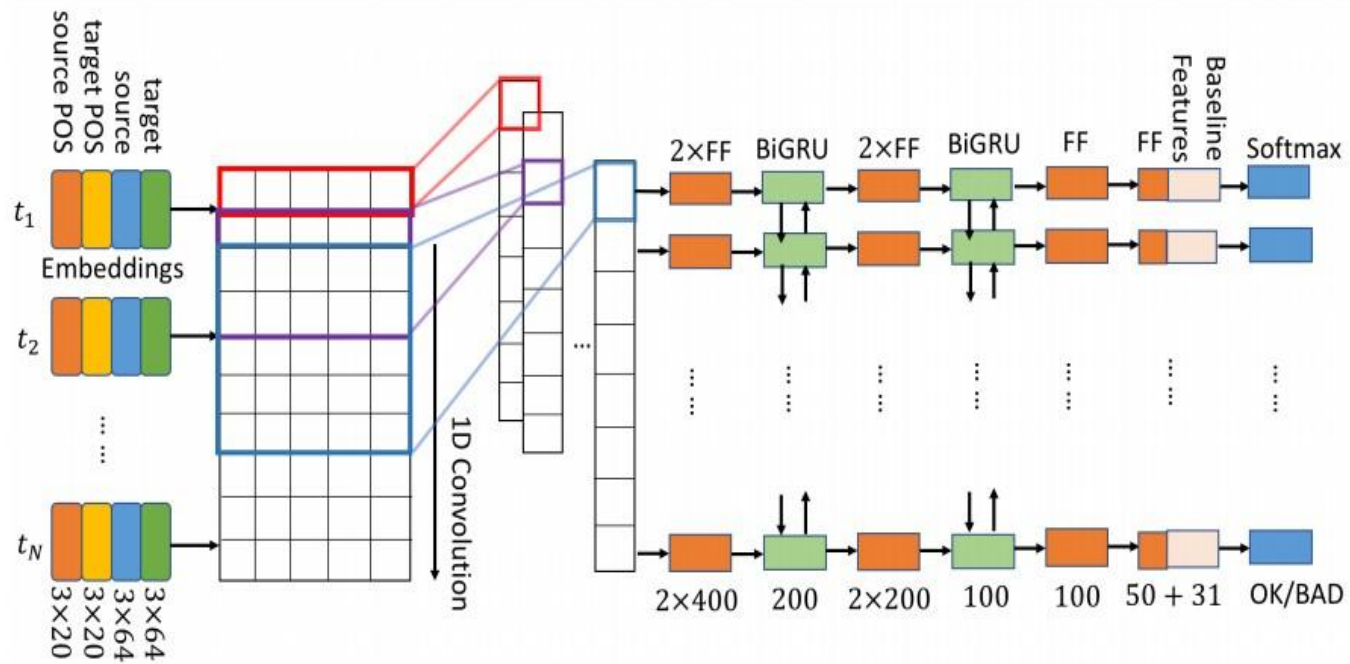 source POS
target POS
source
target
t₁
Embeddings
t₂
......
t_N
3×20
3×20
3×64
3×64
1D Convolution
...
2×FF
BiGRU
2×FF
BiGRU
FF
FF
Features
Baseline
Softmax
......
......
......
......
......
......
......
2×400
200
2×200
100
100
50 + 31
OK/BAD